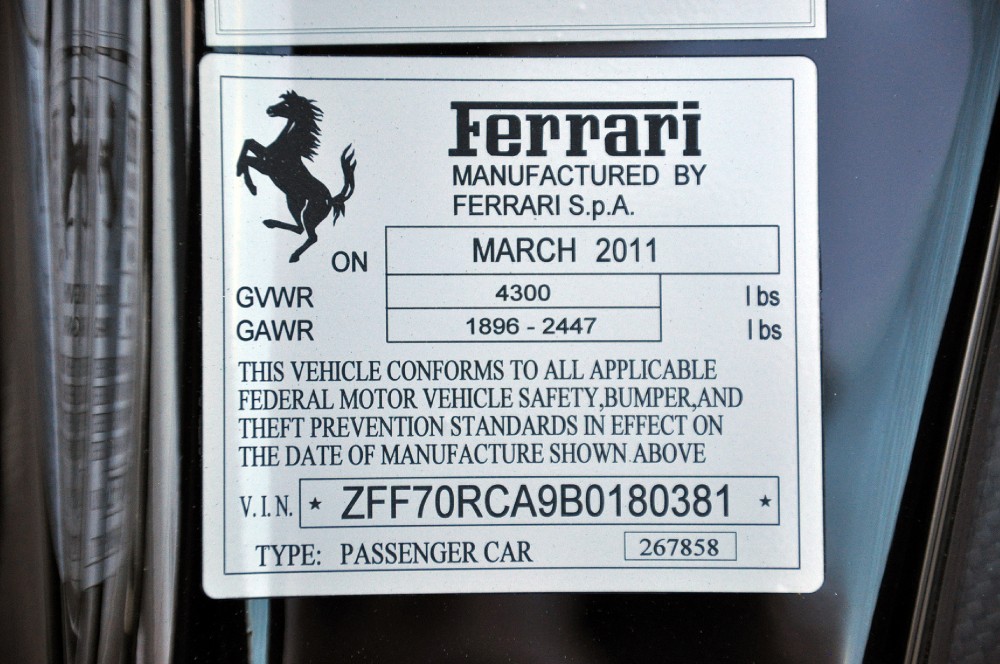 Ferrari
MANUFACTURED BY
FERRARI S.p.A.
ON MARCH 2011
GVWR 4300 lbs
GAWR 1896 - 2447 lbs
THIS VEHICLE CONFORMS TO ALL APPLICABLE
FEDERAL MOTOR VEHICLE SAFETY,BUMPER,AND
THEFT PREVENTION STANDARDS IN EFFECT ON
THE DATE OF MANUFACTURE SHOWN ABOVE
V.I.N. ★ ZFF70RCA9B0180381 ★
TYPE: PASSENGER CAR 267858